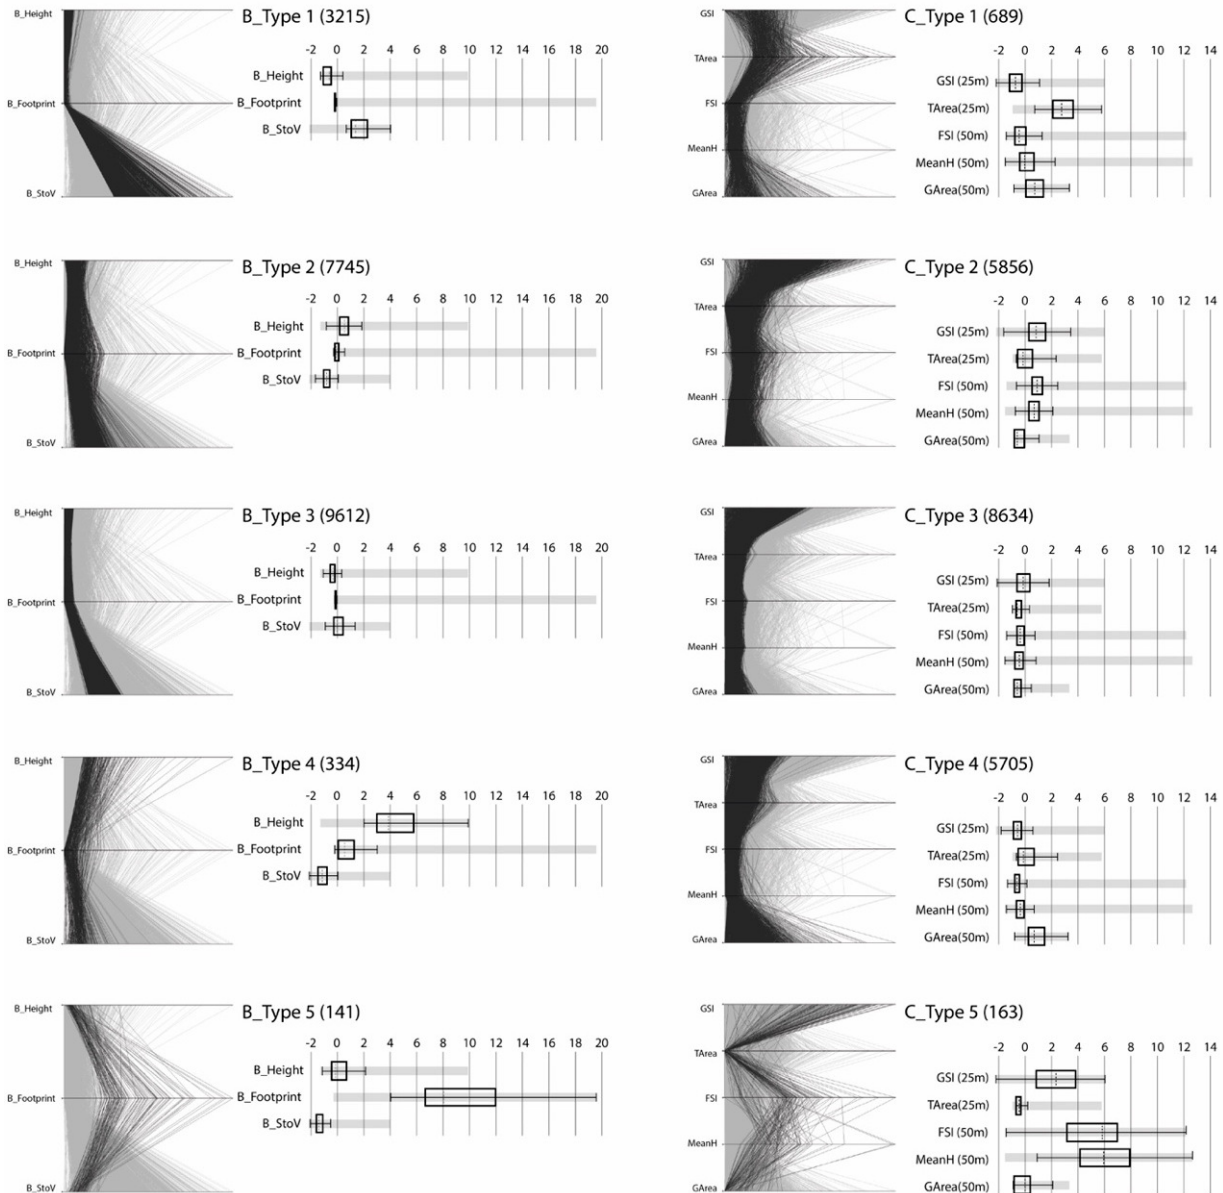 B_Type 1 (3215)
B_Height
B_Footprint
B_StoV
-2 0 2 4 6 8 10 12 14 16 18 20
B_Height
B_Footprint
B_StoV
C_Type 1 (689)
GSI
TArea
FSI
MeanH
GArea
-2 0 2 4 6 8 10 12 14
GSI (25m)
TArea(25m)
FSI (50m)
MeanH (50m)
GArea(50m)
B_Type 2 (7745)
B_Height
B_Footprint
B_StoV
-2 0 2 4 6 8 10 12 14 16 18 20
B_Height
B_Footprint
B_StoV
C_Type 2 (5856)
GSI
TArea
FSI
MeanH
GArea
-2 0 2 4 6 8 10 12 14
GSI (25m)
TArea(25m)
FSI (50m)
MeanH (50m)
GArea(50m)
B_Type 3 (9612)
B_Height
B_Footprint
B_StoV
-2 0 2 4 6 8 10 12 14 16 18 20
B_Height
B_Footprint
B_StoV
C_Type 3 (8634)
GSI
TArea
FSI
MeanH
GArea
-2 0 2 4 6 8 10 12 14
GSI (25m)
TArea(25m)
FSI (50m)
MeanH (50m)
GArea(50m)
B_Type 4 (334)
B_Height
B_Footprint
B_StoV
-2 0 2 4 6 8 10 12 14 16 18 20
B_Height
B_Footprint
B_StoV
C_Type 4 (5705)
GSI
TArea
FSI
MeanH
GArea
-2 0 2 4 6 8 10 12 14
GSI (25m)
TArea(25m)
FSI (50m)
MeanH (50m)
GArea(50m)
B_Type 5 (141)
B_Height
B_Footprint
B_StoV
-2 0 2 4 6 8 10 12 14 16 18 20
B_Height
B_Footprint
B_StoV
C_Type 5 (163)
GSI
TArea
FSI
MeanH
GArea
-2 0 2 4 6 8 10 12 14
GSI (25m)
TArea(25m)
FSI (50m)
MeanH (50m)
GArea(50m)